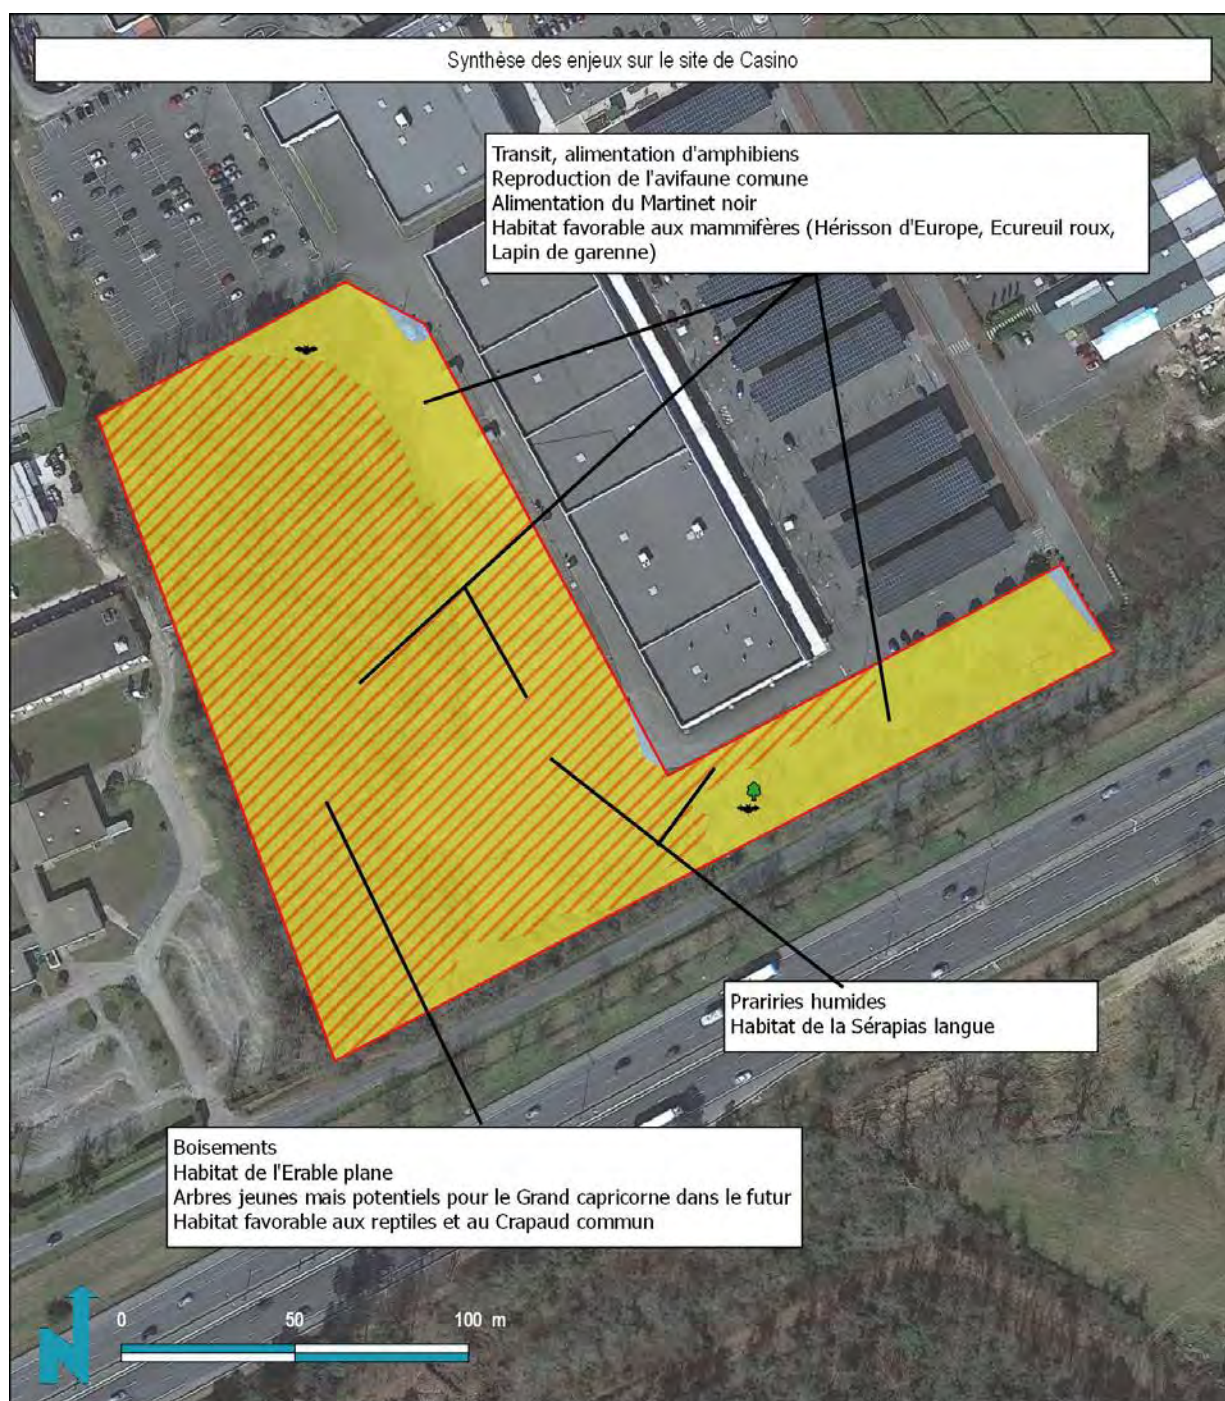 Synthèse des enjeux sur le site de Casino
Transit, alimentation d'amphibiens
Reproduction de l'avifaune comune
Alimentation du Martinet noir
Habitat favorable aux mammifères (Hérisson d'Europe, Ecureuil roux,
Lapin de garenne)
Prariries humides
Habitat de la Sérapias langue
Boisements
Habitat de l'Erable plane
Arbres jeunes mais potentiels pour le Grand capricorne dans le futur
Habitat favorable aux reptiles et au Crapaud commun
0 50 100 m
N